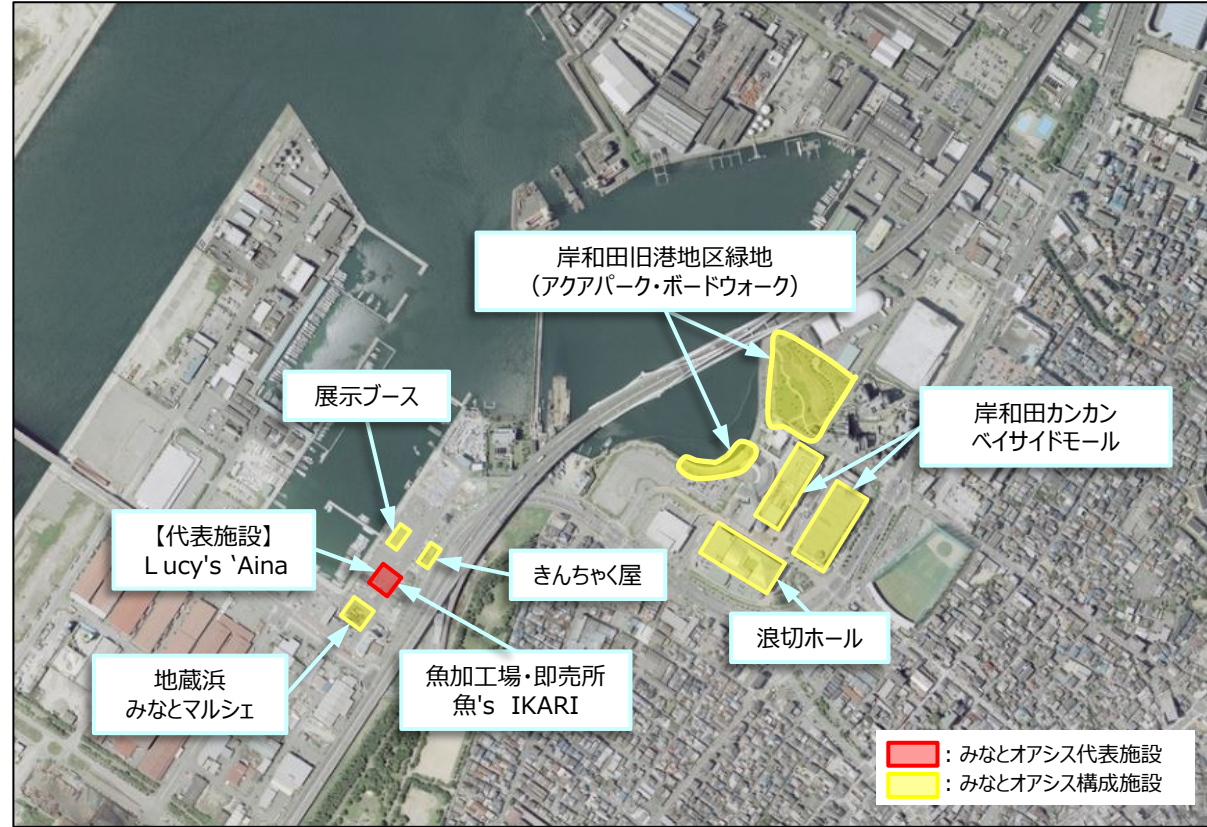 岸和田旧港地区緑地
（アクアパーク・ボードウォーク）
展示ブース
岸和田カンカン
ベイサイドモール
【代表施設】
Lucy's ‘Aina
きんちゃく屋
浪切ホール
地蔵浜
みなとマルシェ
魚加工場・即売所
魚's IKARI
：みなとオアシス代表施設
：みなとオアシス構成施設